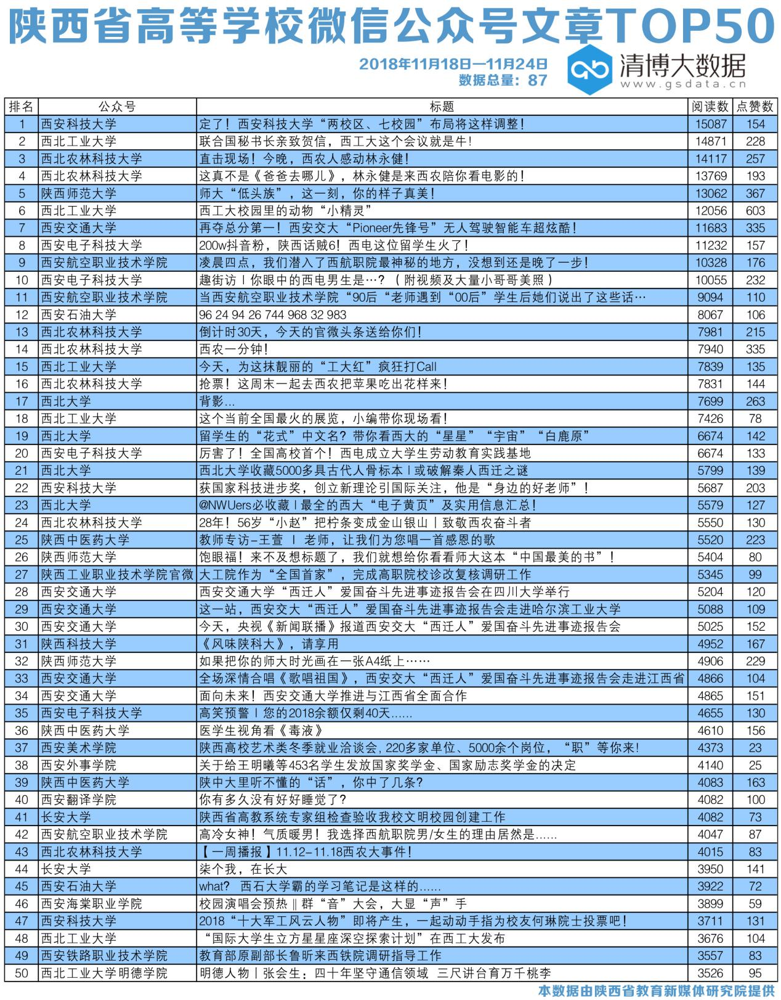 陕西省高等学校微信公众号文章TOP50
2018年11月18日—11月24日
数据总量：87
清博大数据
www.gsdata.cn
排名 公众号 标题 阅读数 点赞数
1 西安科技大学 定了！西安科技大学“两校区、七校园”布局将这样调整！ 15087 154
2 西北工业大学 联合国秘书长亲致贺信，西工大这个会议就是牛！ 14871 228
3 西北农林科技大学 直击现场！今晚，西农人感动林永健！ 14117 257
4 西北农林科技大学 这真不是《爸爸去哪儿》，林永健是来西农陪你看电影的！ 13769 193
5 陕西师范大学 师大“低头族”，这一刻，你的样子真美！ 13062 367
6 西北工业大学 西工大校园里的动物“小精灵” 12056 603
7 西安交通大学 再夺总分第一！西安交大“Pioneer先锋号”无人驾驶智能车超炫酷！ 11683 335
8 西安电子科技大学 200w抖音粉，陕西话贼6！西电这位留学生火了！ 11232 157
9 西安航空职业技术学院 凌晨四点，我们潜入了西航职院最神秘的地方，没想到还是晚了一步！ 10328 176
10 西安电子科技大学 趣街访丨你眼中的西电男生是…？（附视频及大量小哥哥美照） 10055 232
11 西安航空职业技术学院 当西安航空职业技术学院“90后“老师遇到“00后”学生后她们说出了这些话… 9094 110
12 西安石油大学 96 24 94 26 744 968 32 983 8067 106
13 西北农林科技大学 倒计时30天，今天的官微头条送给你们！ 7981 215
14 西北农林科技大学 西农一分钟！ 7940 335
15 西北工业大学 今天，为这抹靓丽的“工大红”疯狂打Call 7839 135
16 西北农林科技大学 抢票！这周末一起去西农把苹果吃出花样来！ 7831 144
17 西北大学 背影... 7699 263
18 西北工业大学 这个当前全国最火的展览，小编带你现场看！ 7426 78
19 西北大学 留学生的“花式”中文名？带你看西大的“星星”“宇宙”“白鹿原” 6674 142
20 西安电子科技大学 厉害了！全国高校首个！西电成立大学生劳动教育实践基地 6674 133
21 西北大学 西北大学收藏5000多具古代人骨标本 | 或破解秦人西迁之谜 5799 139
22 西安科技大学 获国家科技进步奖，创立新理论引国际关注，他是“身边的好老师”！ 5687 203
23 西北大学 @NWUers必收藏 | 最全的西大“电子黄页”及实用信息汇总！ 5579 127
24 西北农林科技大学 28年！56岁“小赵”把柠条变成金山银山丨致敬西农奋斗者 5550 130
25 陕西中医药大学 教师专访–王萱 丨 老师，让我们为您唱一首感恩的歌 5520 223
26 陕西师范大学 饱眼福！来不及想标题了，我们就想给你看看师大这本“中国最美的书”！ 5404 80
27 陕西工业职业技术学院官微 大工院作为“全国首家”，完成高职院校诊改复核调研工作 5345 99
28 西安交通大学 西安交通大学“西迁人”爱国奋斗先进事迹报告会在四川大学举行 5204 120
29 西安交通大学 这一站，西安交大“西迁人”爱国奋斗先进事迹报告会走进哈尔滨工业大学 5088 109
30 西安交通大学 今天，央视《新闻联播》报道西安交大“西迁人”爱国奋斗先进事迹报告会 5025 152
31 陕西科技大学 《风味陕科大》，请享用 4952 167
32 陕西师范大学 如果把你的师大时光画在一张A4纸上…… 4906 229
33 西安交通大学 全场深情合唱《歌唱祖国》，西安交大“西迁人”爱国奋斗先进事迹报告会走进江西省 4866 104
34 西安交通大学 面向未来！西安交通大学推进与江西省全面合作 4865 151
35 西安电子科技大学 高笑预警丨您的2018余额仅剩40天...... 4655 130
36 陕西中医药大学 医学生视角看《毒液》 4610 156
37 西安美术学院 陕西高校艺术类冬季就业洽谈会, 220多家单位、5000余个岗位，“职”等你来！ 4373 23
38 西安外事学院 关于给王明曦等453名学生发放国家奖学金、国家励志奖学金的决定 4140 25
39 陕西中医药大学 陕中大里听不懂的“话”，你中了几条？ 4083 163
40 西安翻译学院 你有多久没有好好睡觉了？ 4082 100
41 长安大学 陕西省高教系统专家组检查验收我校文明校园创建工作 4082 73
42 西安航空职业技术学院 高冷女神！气质暖男！我选择西航职院男/女生的理由居然是...... 4047 87
43 西北农林科技大学 【一周播报】11.12–11.18西农大事件！ 4015 83
44 长安大学 柒个我，在长大 3950 141
45 西安石油大学 what？ 西石大学霸的学习笔记是这样的...... 3922 72
46 西安海棠职业学院 校园演唱会预热‖群“音”大会，大显“声”手 3899 59
47 西安科技大学 2018“十大军工风云人物”即将产生，一起动动手指为校友何琳院士投票吧！ 3711 131
48 西北工业大学 “国际大学生立方星星座深空探索计划”在西工大发布 3676 104
49 西安铁路职业技术学院 教育部原副部长鲁昕来西铁院调研指导工作 3557 83
50 西北工业大学明德学院 明德人物丨张会生：四十年坚守通信领域 三尺讲台育万千桃李 3526 95
本数据由陕西省教育新媒体研究院提供